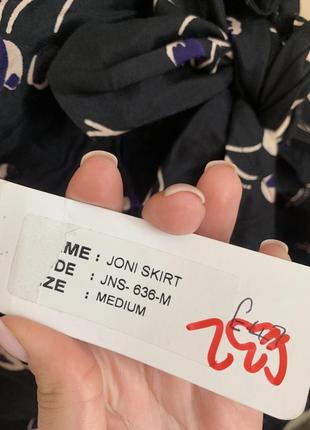 ME : JONI SKIRT
DE : JNS- 636-M
ZE : MEDIUM